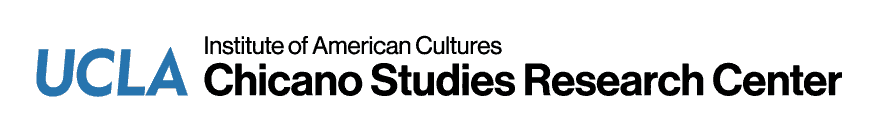 UCLA
Institute of American Cultures
Chicano Studies Research Center